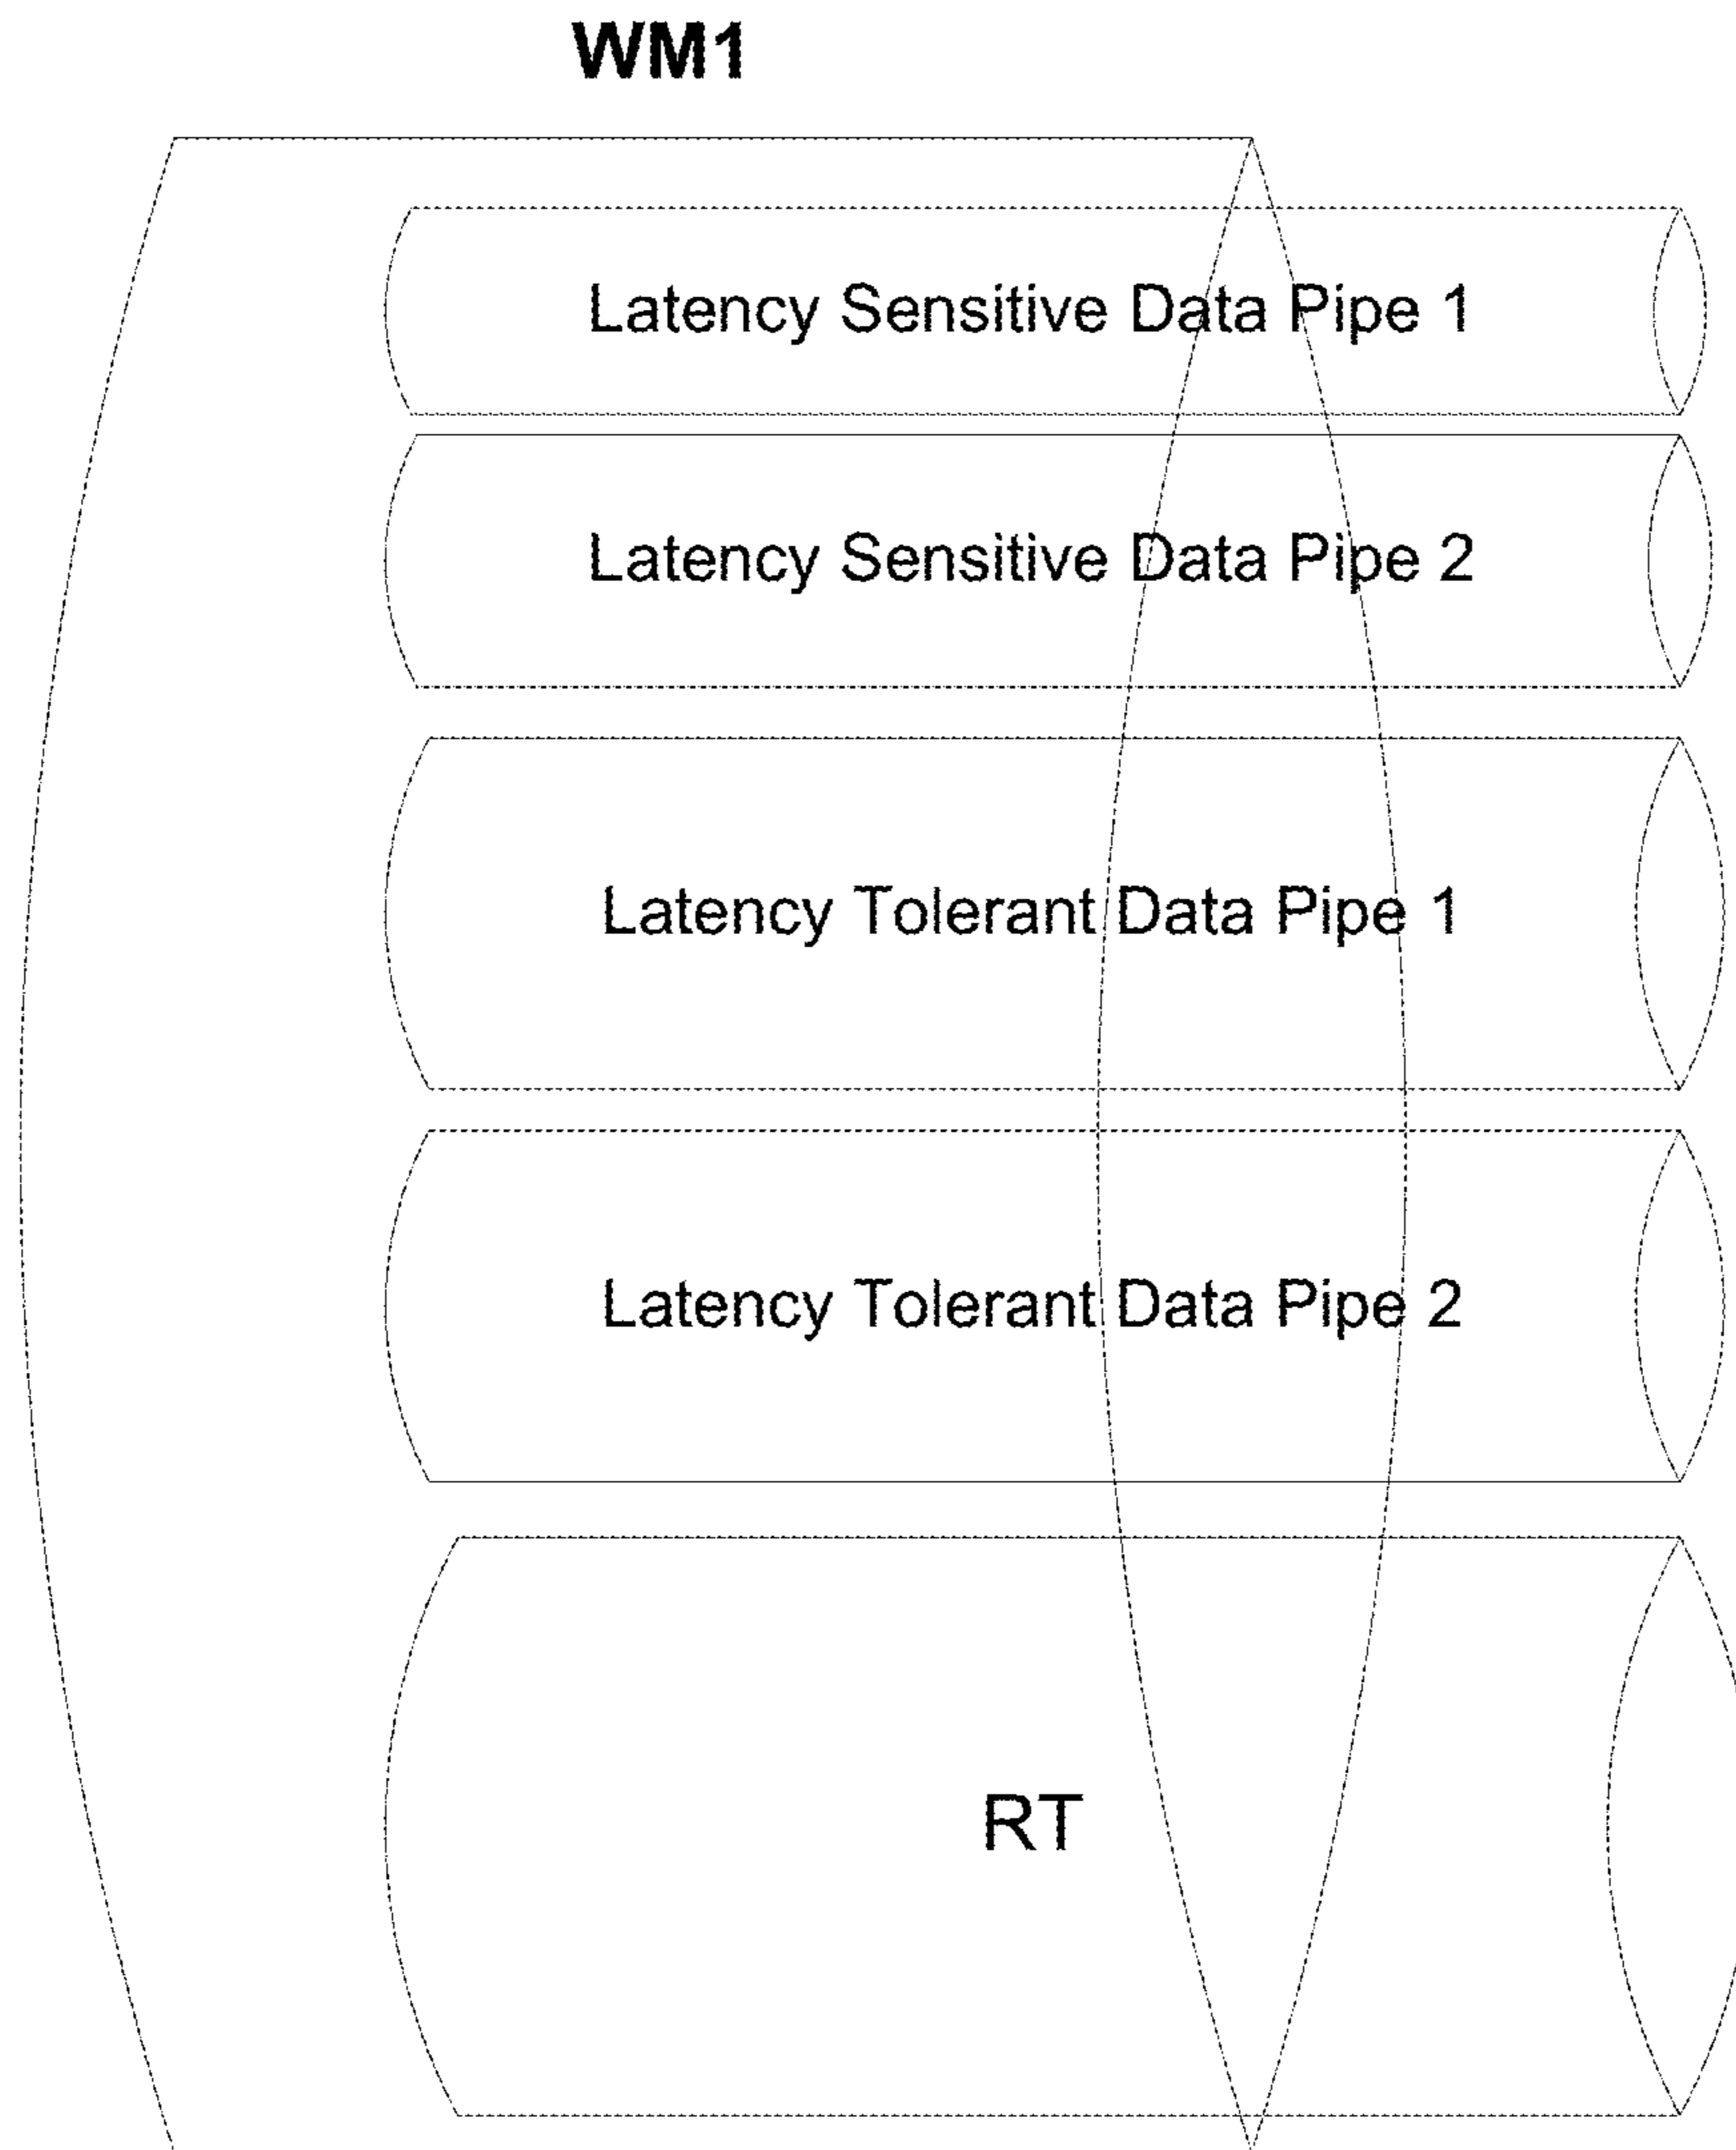 WM1
Latency Sensitive Data Pipe 1
Latency Sensitive Data Pipe 2
Latency Tolerant Data Pipe 1
Latency Tolerant Data Pipe 2
RT